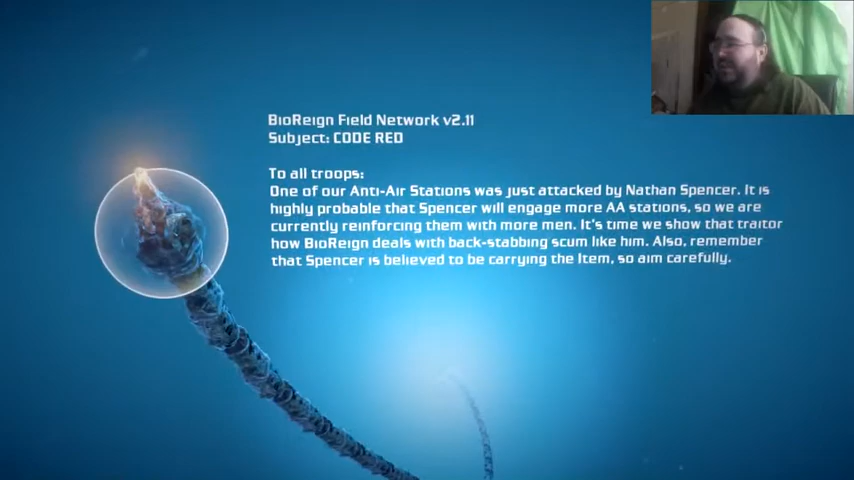 BioReign Field Network v2.11
Subject: CODE RED
To all troops:
One of our Anti-Air Stations was just attacked by Nathan Spencer. It is
highly probable that Spencer will engage more AA stations, so we are
currently reinforcing them with more men. It's time we show that traitor
how BioReign deals with back-stabbing scum like him. Also, remember
that Spencer is believed to be carrying the Item, so aim carefully.